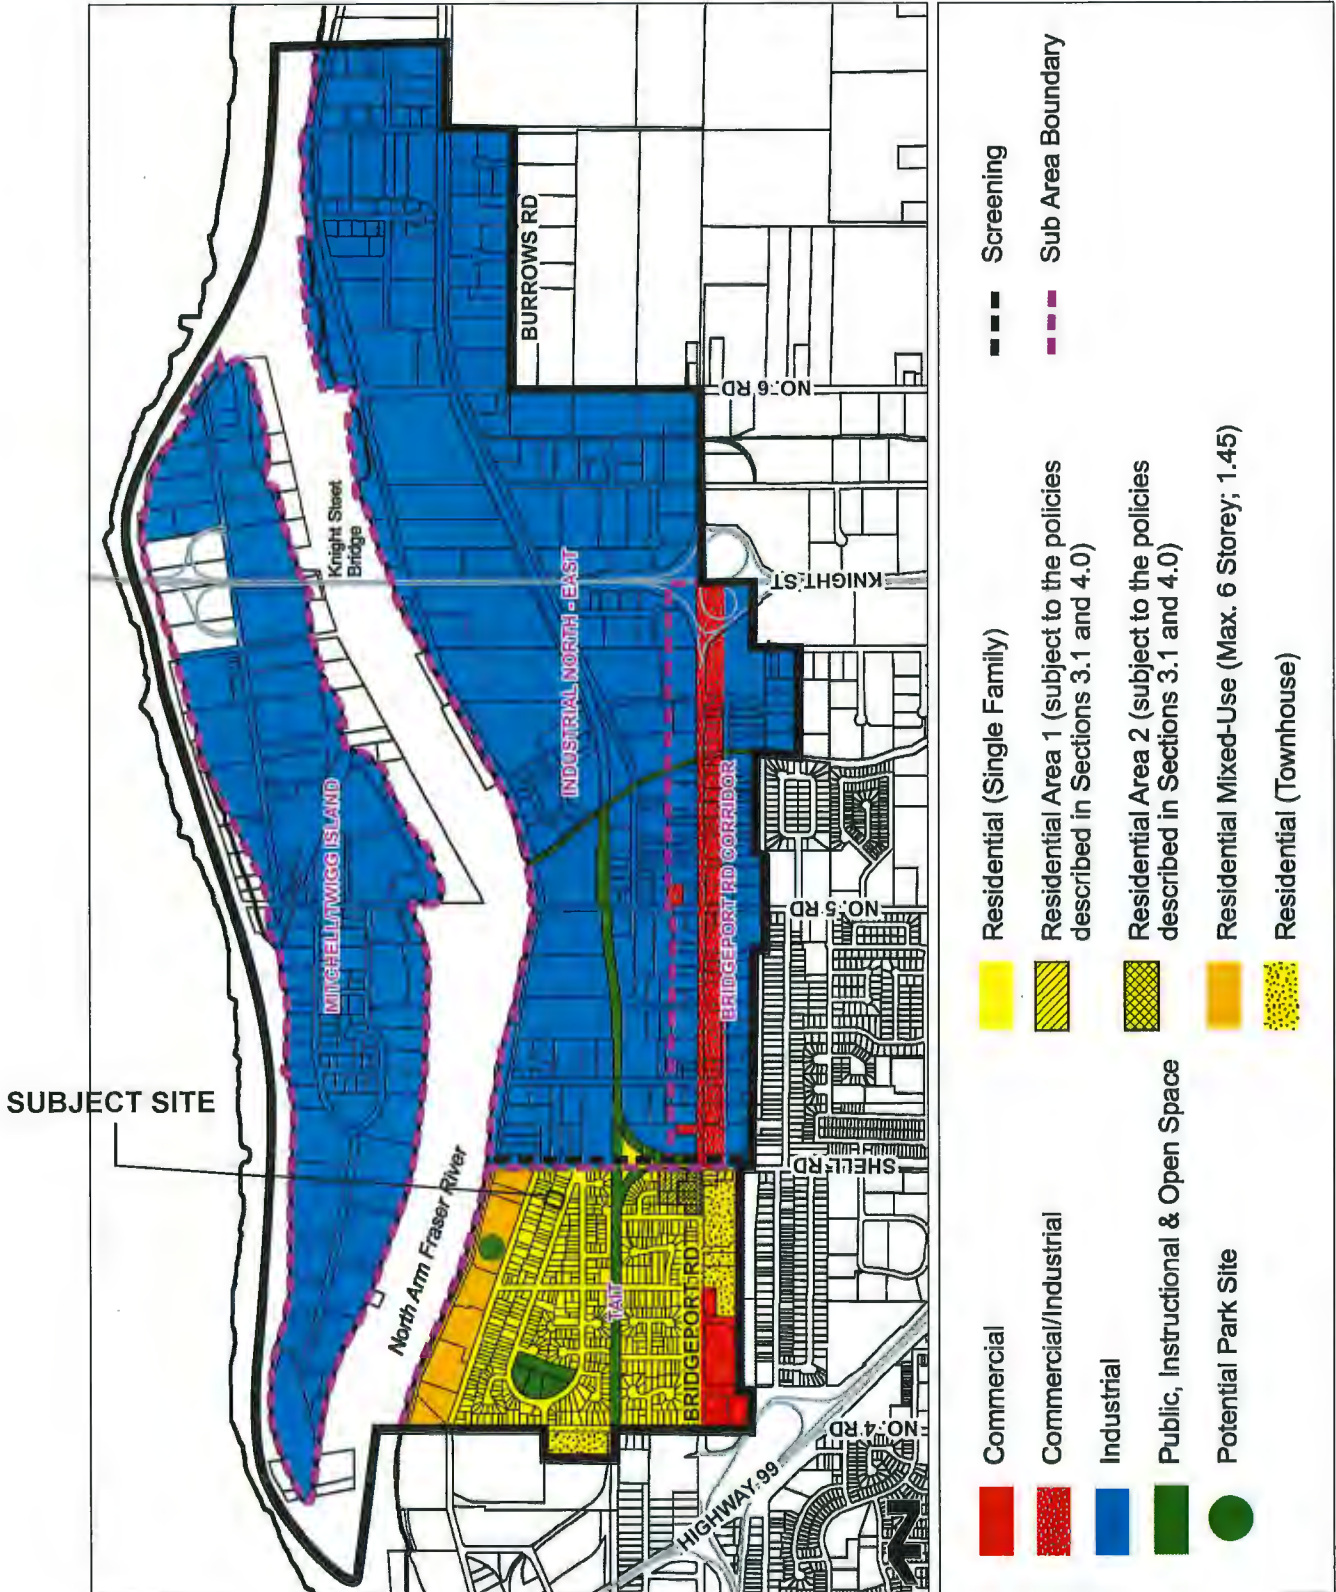 SUBJECT SITE
BURROWS RD
NO. 6 RD
Knight Steet
Bridge
KNIGHT ST
INDUSTRIAL NORTH - EAST
MITCHELL/TWIGG ISLAND
BRIDGEPORT RD CORRIDOR
NO. 5 RD
SHELL RD
North Arm Fraser River
TAIT
BRIDGEPORT RD
NO. 4 RD
HIGHWAY 99
N
Commercial
Commercial/Industrial
Industrial
Public, Instructional & Open Space
Potential Park Site
Residential (Single Family)
Residential Area 1 (subject to the policies
described in Sections 3.1 and 4.0)
Residential Area 2 (subject to the policies
described in Sections 3.1 and 4.0)
Residential Mixed-Use (Max. 6 Storey; 1.45)
Residential (Townhouse)
Screening
Sub Area Boundary